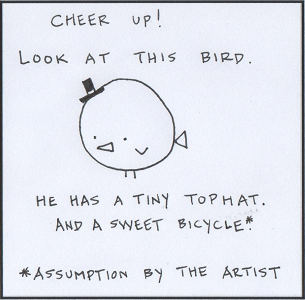 CHEER UP!
LOOK AT THIS BIRD.
HE HAS A TINY TOPHAT.
AND A SWEET BICYCLE.*
*ASSUMPTION BY THE ARTIST